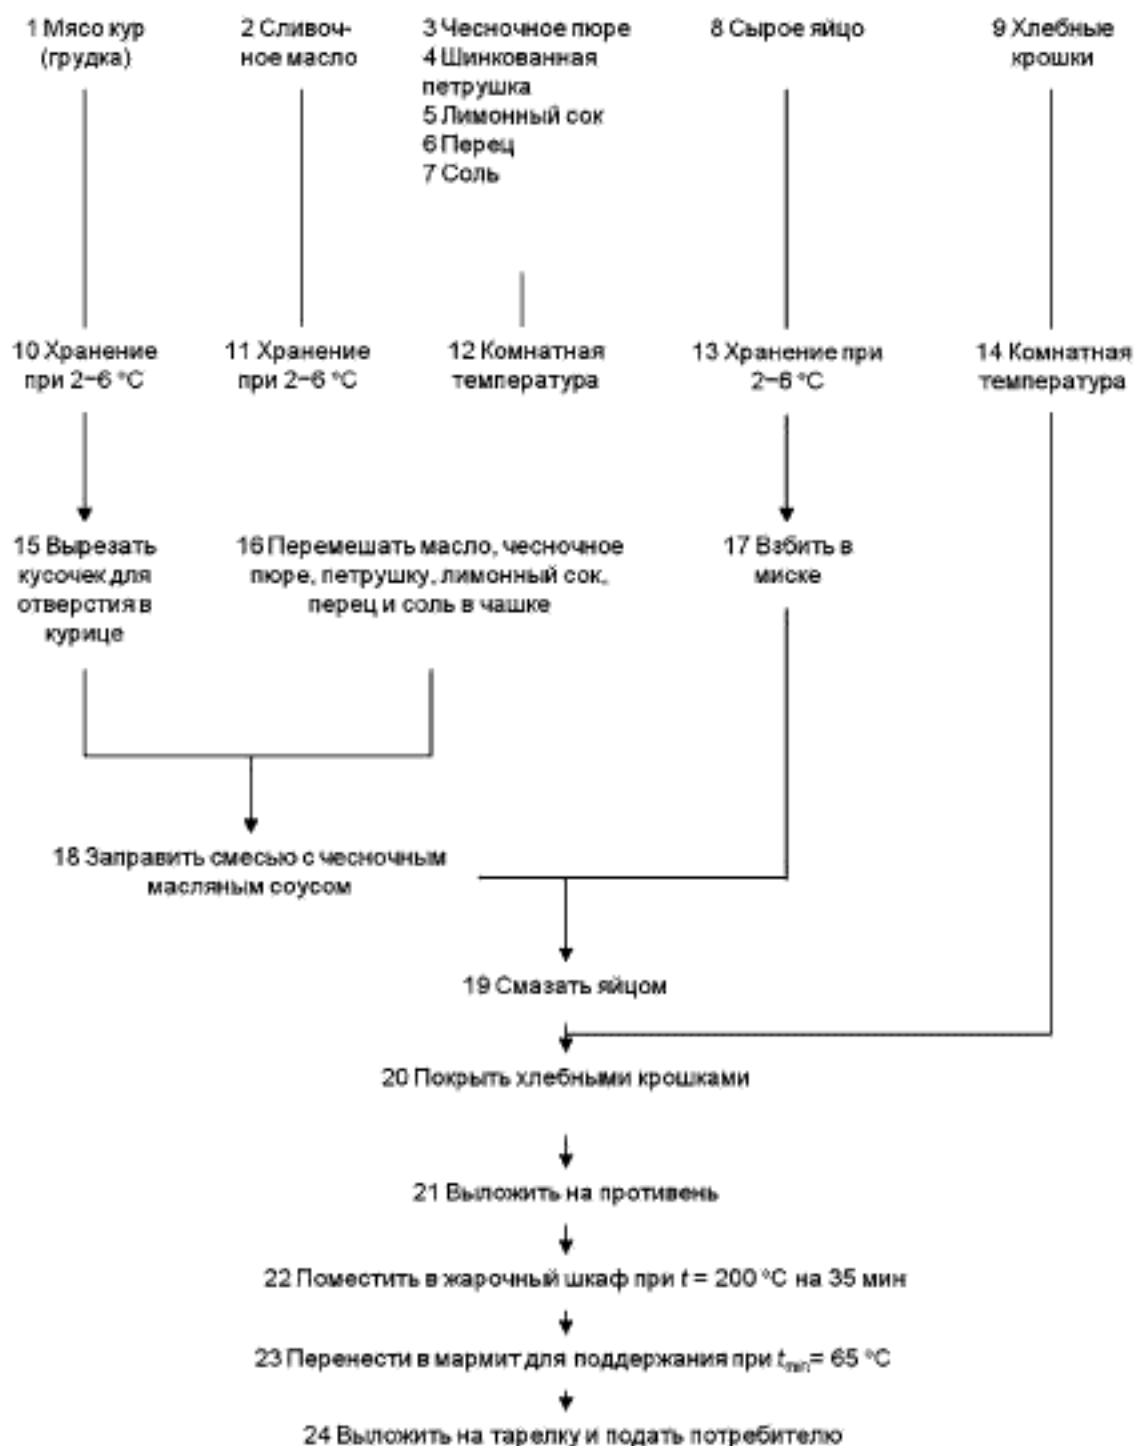 1 Мясо кур
(грудка)
2 Сливоч-
ное масло
3 Чесночное пюре
4 Шинкованная
петрушка
5 Лимонный сок
6 Перец
7 Соль
8 Сырое яйцо
9 Хлебные
крошки
10 Хранение
при 2–6 °С
11 Хранение
при 2–6 °С
12 Комнатная
температура
13 Хранение при
2–6 °С
14 Комнатная
температура
15 Вырезать
кусочек для
отверстия в
курице
16 Перемешать масло, чесночное
пюре, петрушку, лимонный сок,
перец и соль в чашке
17 Взбить в
миске
18 Заправить смесью с чесночным
масляным соусом
19 Смазать яйцом
20 Покрыть хлебными крошками
21 Выложить на противень
22 Поместить в жарочный шкаф при t = 200 °С на 35 мин
23 Перенести в мармит для поддержания при tmin= 65 °С
24 Выложить на тарелку и подать потребителю